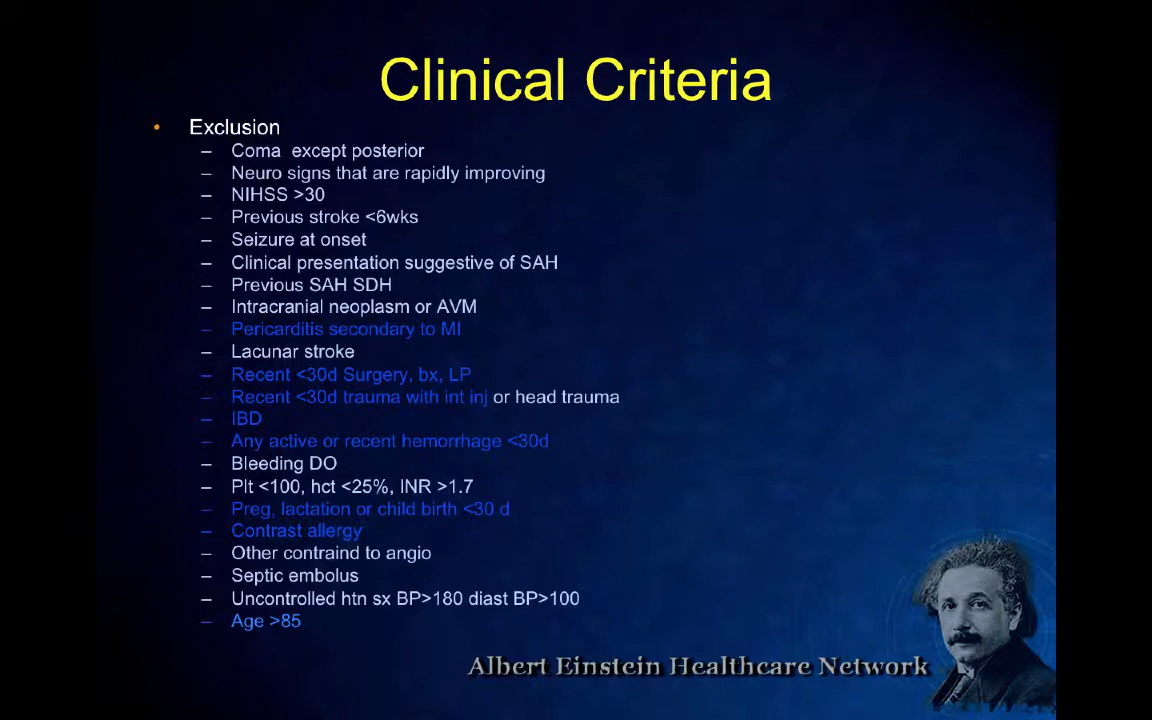 Clinical Criteria
• Exclusion
– Coma except posterior
– Neuro signs that are rapidly improving
– NIHSS >30
– Previous stroke <6wks
– Seizure at onset
– Clinical presentation suggestive of SAH
– Previous SAH SDH
– Intracranial neoplasm or AVM
– Pericarditis secondary to MI
– Lacunar stroke
– Recent <30d Surgery, bx, LP
– Recent <30d trauma with int inj or head trauma
– IBD
– Any active or recent hemorrhage <30d
– Bleeding DO
– Plt <100, hct <25%, INR >1.7
– Preg, lactation or child birth <30 d
– Contrast allergy
– Other contraind to angio
– Septic embolus
– Uncontrolled htn sx BP>180 diast BP>100
– Age >85
Albert Einstein Healthcare Network